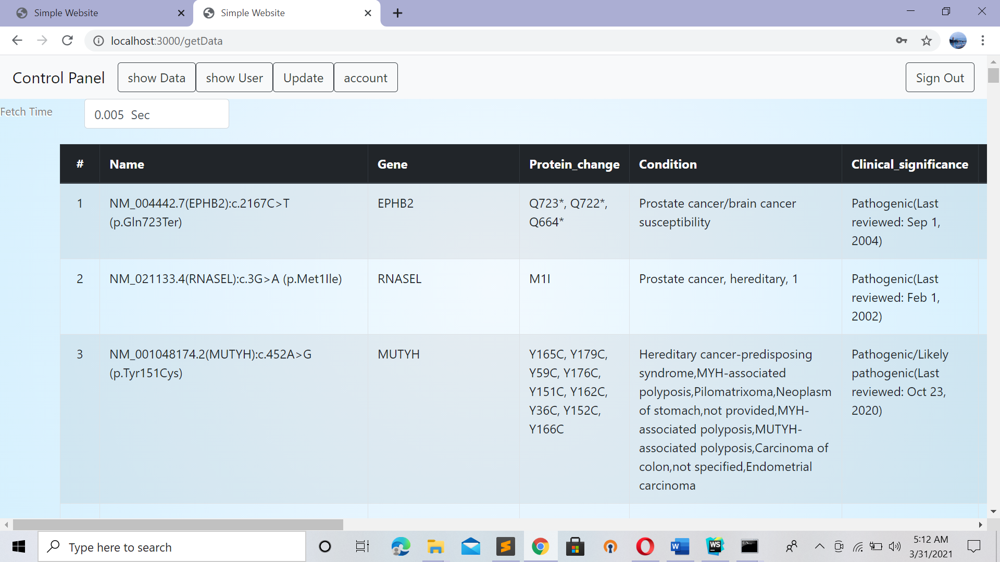 Simple Website
Simple Website
localhost:3000/getData
Control Panel
show Data
show User
Update
account
Sign Out
Fetch Time
0.005 Sec
# Name Gene Protein_change Condition Clinical_significance
1
NM_004442.7(EPHB2):c.2167C>T
(p.Gln723Ter)
EPHB2
Q723*, Q722*,
Q664*
Prostate cancer/brain cancer
susceptibility
Pathogenic(Last
reviewed: Sep 1,
2004)
2
NM_021133.4(RNASEL):c.3G>A (p.Met1Ile)
RNASEL
M1I
Prostate cancer, hereditary, 1
Pathogenic(Last
reviewed: Feb 1,
2002)
3
NM_001048174.2(MUTYH):c.452A>G
(p.Tyr151Cys)
MUTYH
Y165C, Y179C,
Y59C, Y176C,
Y151C, Y162C,
Y36C, Y152C,
Y166C
Hereditary cancer-predisposing
syndrome,MYH-associated
polyposis,Pilomatrixoma,Neoplasm
of stomach,not provided,MYH-
associated polyposis,MUTYH-
associated polyposis,Carcinoma of
colon,not specified,Endometrial
carcinoma
Pathogenic/Likely
pathogenic(Last
reviewed: Oct 23,
2020)
Type here to search
W
WS
5:12 AM
3/31/2021